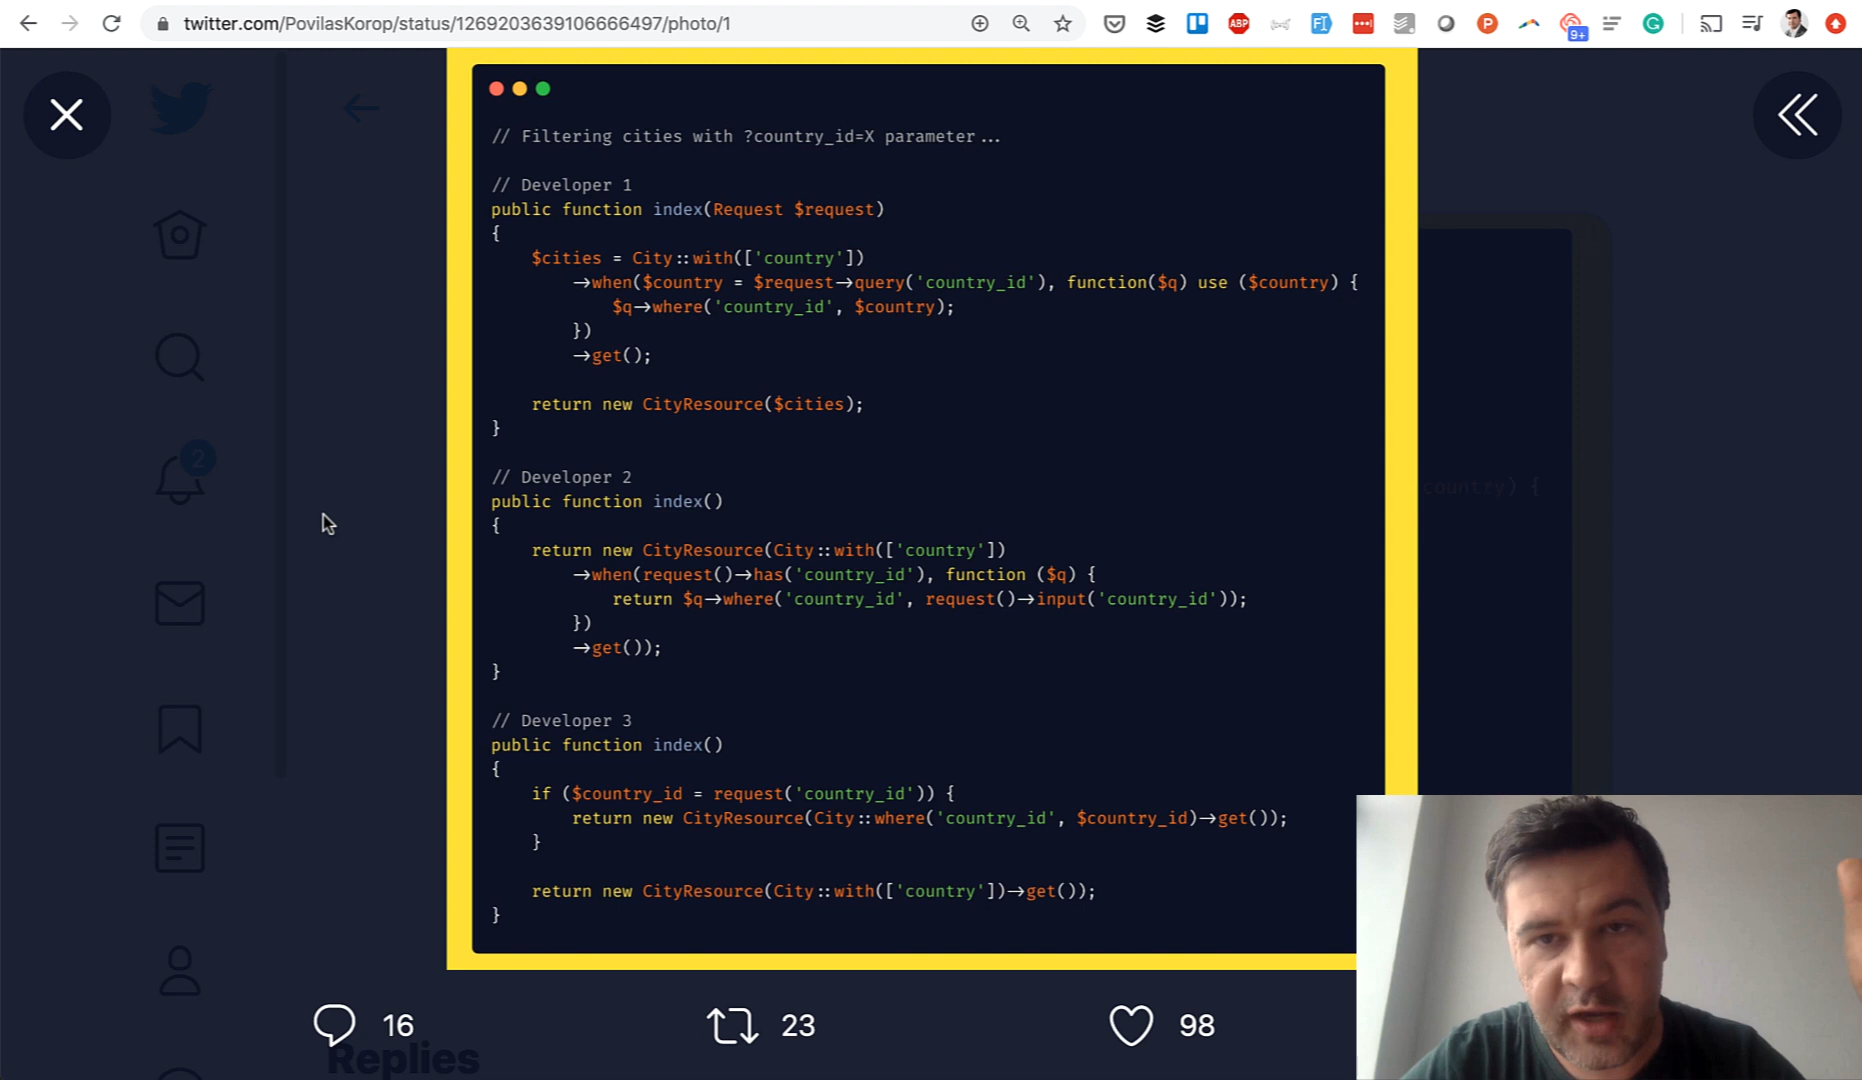 twitter.com/PovilasKorop/status/1269203639106666497/photo/1
ABP
9+
// Filtering cities with ?country_id=X parameter...
// Developer 1
public function index(Request $request)
{
$cities = City::with(['country'])
->when($country = $request->query('country_id'), function($q) use ($country) {
$q->where('country_id', $country);
})
->get();
return new CityResource($cities);
}
// Developer 2
public function index()
{
return new CityResource(City::with(['country'])
->when(request()->has('country_id'), function ($q) {
return $q->where('country_id', request()->input('country_id'));
})
->get());
}
// Developer 3
public function index()
{
if ($country_id = request('country_id')) {
return new CityResource(City::where('country_id', $country_id)->get());
}
return new CityResource(City::with(['country'])->get());
}
2
country) {
16
23
98
Replies